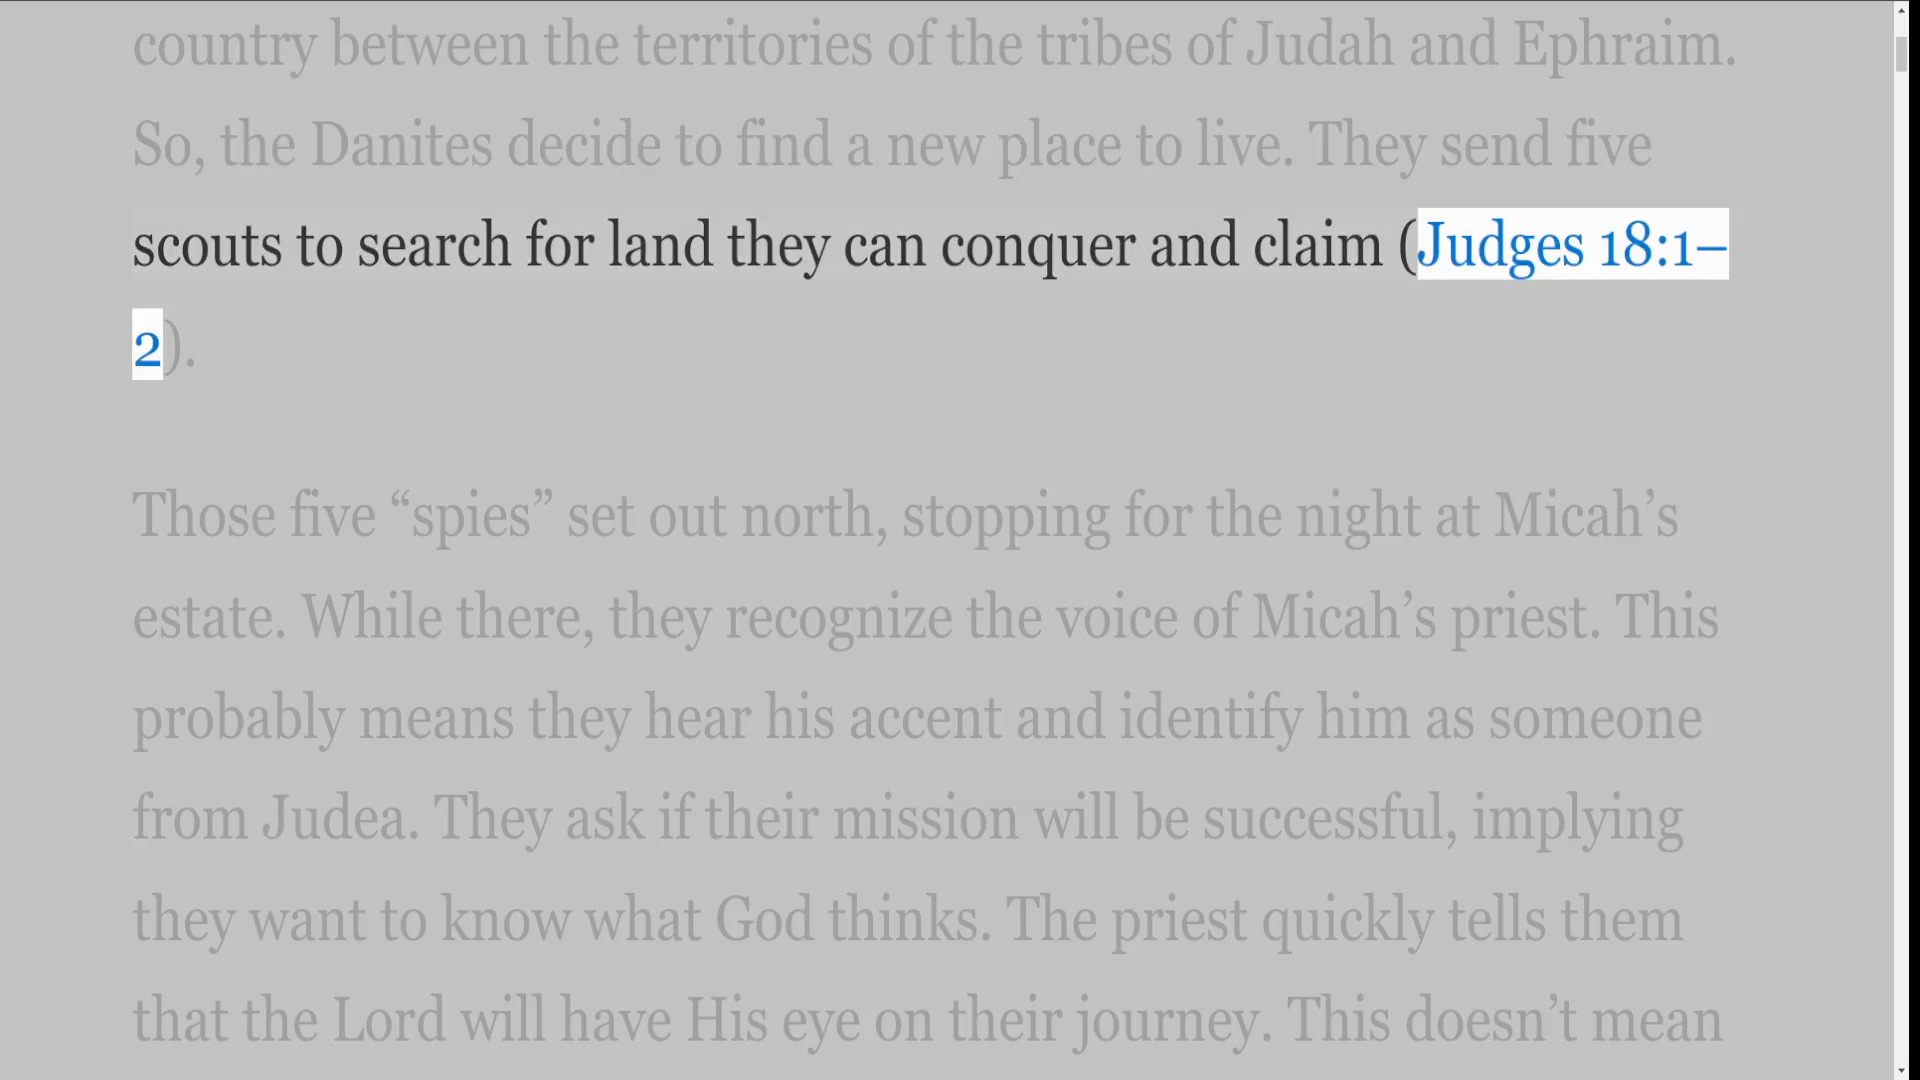 country between the territories of the tribes of Judah and Ephraim.
So, the Danites decide to find a new place to live. They send five
scouts to search for land they can conquer and claim (Judges 18:1–
2).
Those five “spies” set out north, stopping for the night at Micah’s
estate. While there, they recognize the voice of Micah’s priest. This
probably means they hear his accent and identify him as someone
from Judea. They ask if their mission will be successful, implying
they want to know what God thinks. The priest quickly tells them
that the Lord will have His eye on their journey. This doesn’t mean